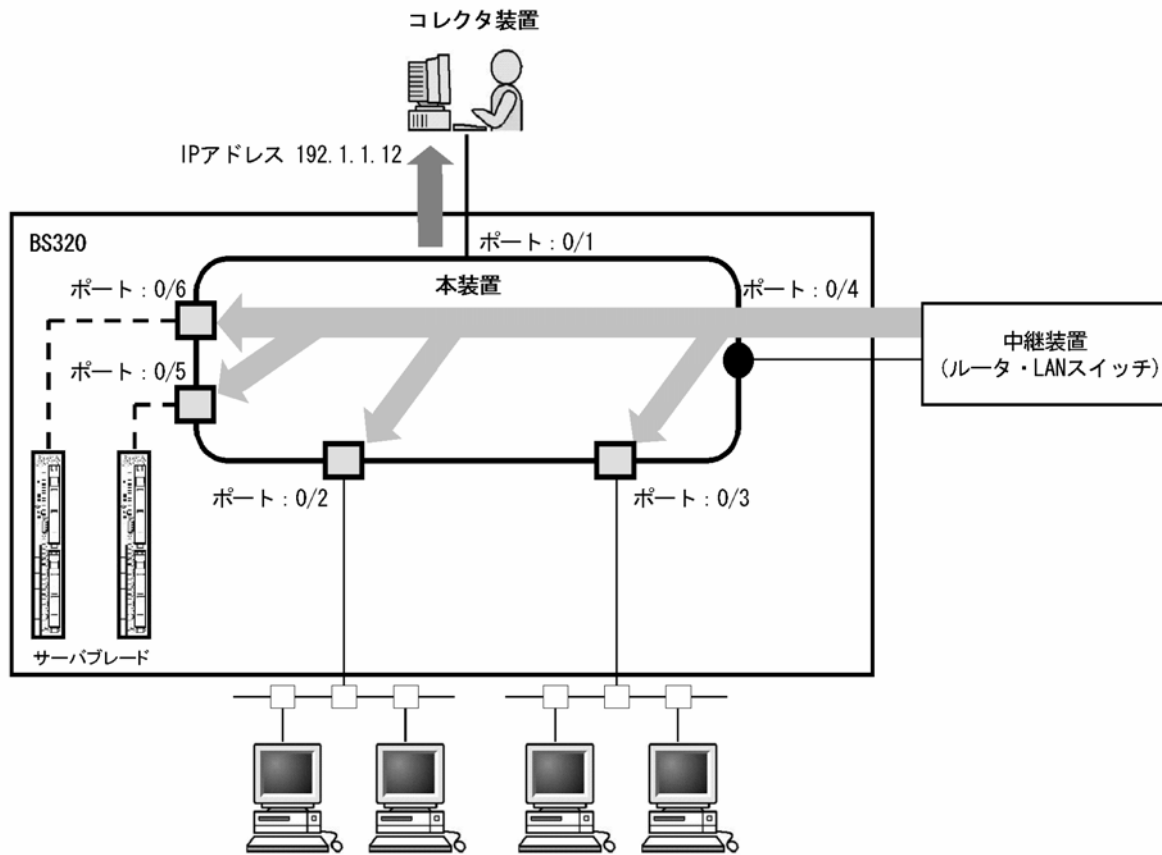 コレクタ装置
IPアドレス 192.1.1.12
BS320
ポート：0/1
ポート：0/6
本装置
ポート：0/4
中継装置
(ルータ・LANスイッチ)
ポート：0/5
ポート：0/2
ポート：0/3
サーバブレード